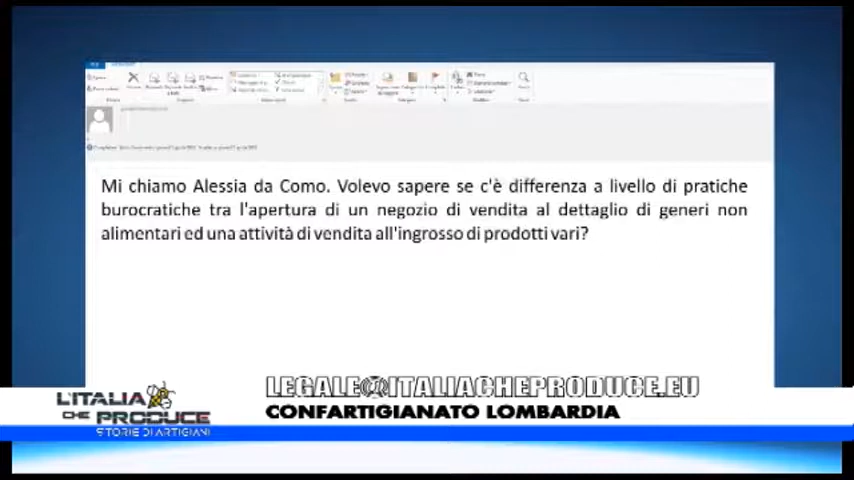 Mi chiamo Alessia da Como. Volevo sapere se c'è differenza a livello di pratiche
burocratiche tra l'apertura di un negozio di vendita al dettaglio di generi non
alimentari ed una attività di vendita all'ingrosso di prodotti vari?
LEGALE@ITALIACHEPRODUCE.EU
CONFARTIGIANATO LOMBARDIA
L'ITALIA
CHE PRODUCE
STORIE DI ARTIGIANI